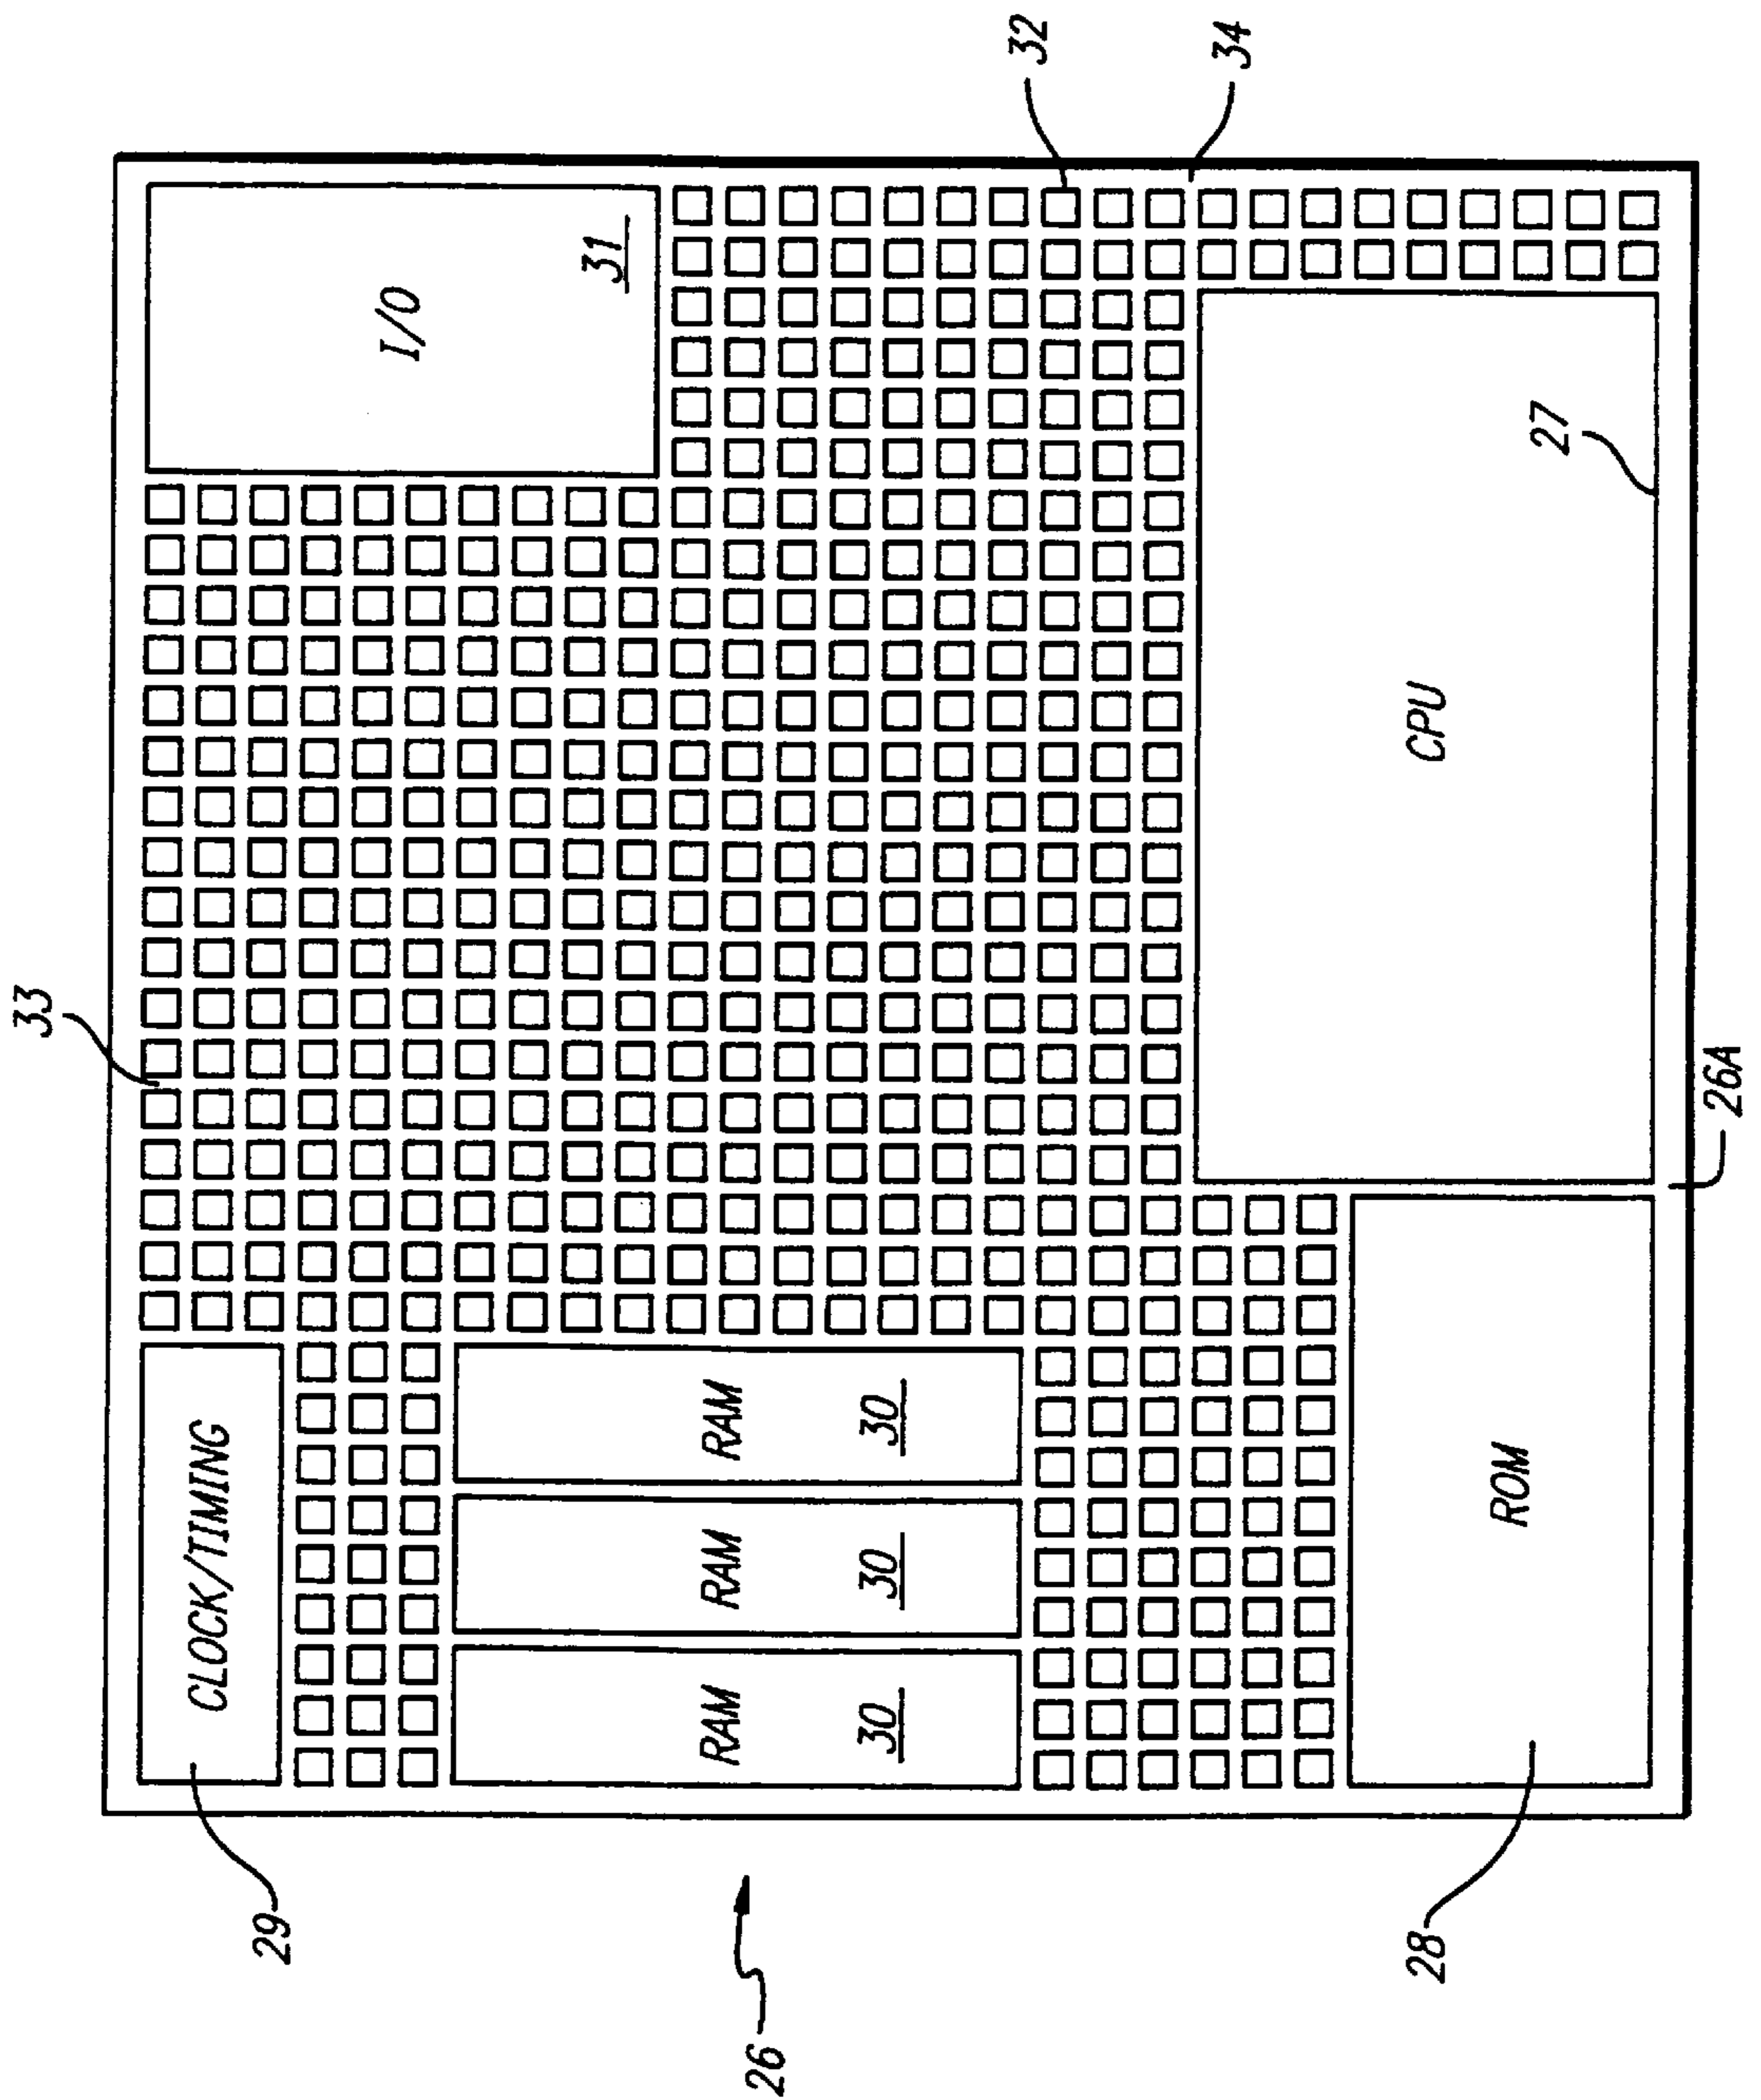 33
CLOCK/TIMING
29
I/O
31
RAM
RAM
RAM
26
30
30
30
32
34
28
CPU
ROM
27
26A